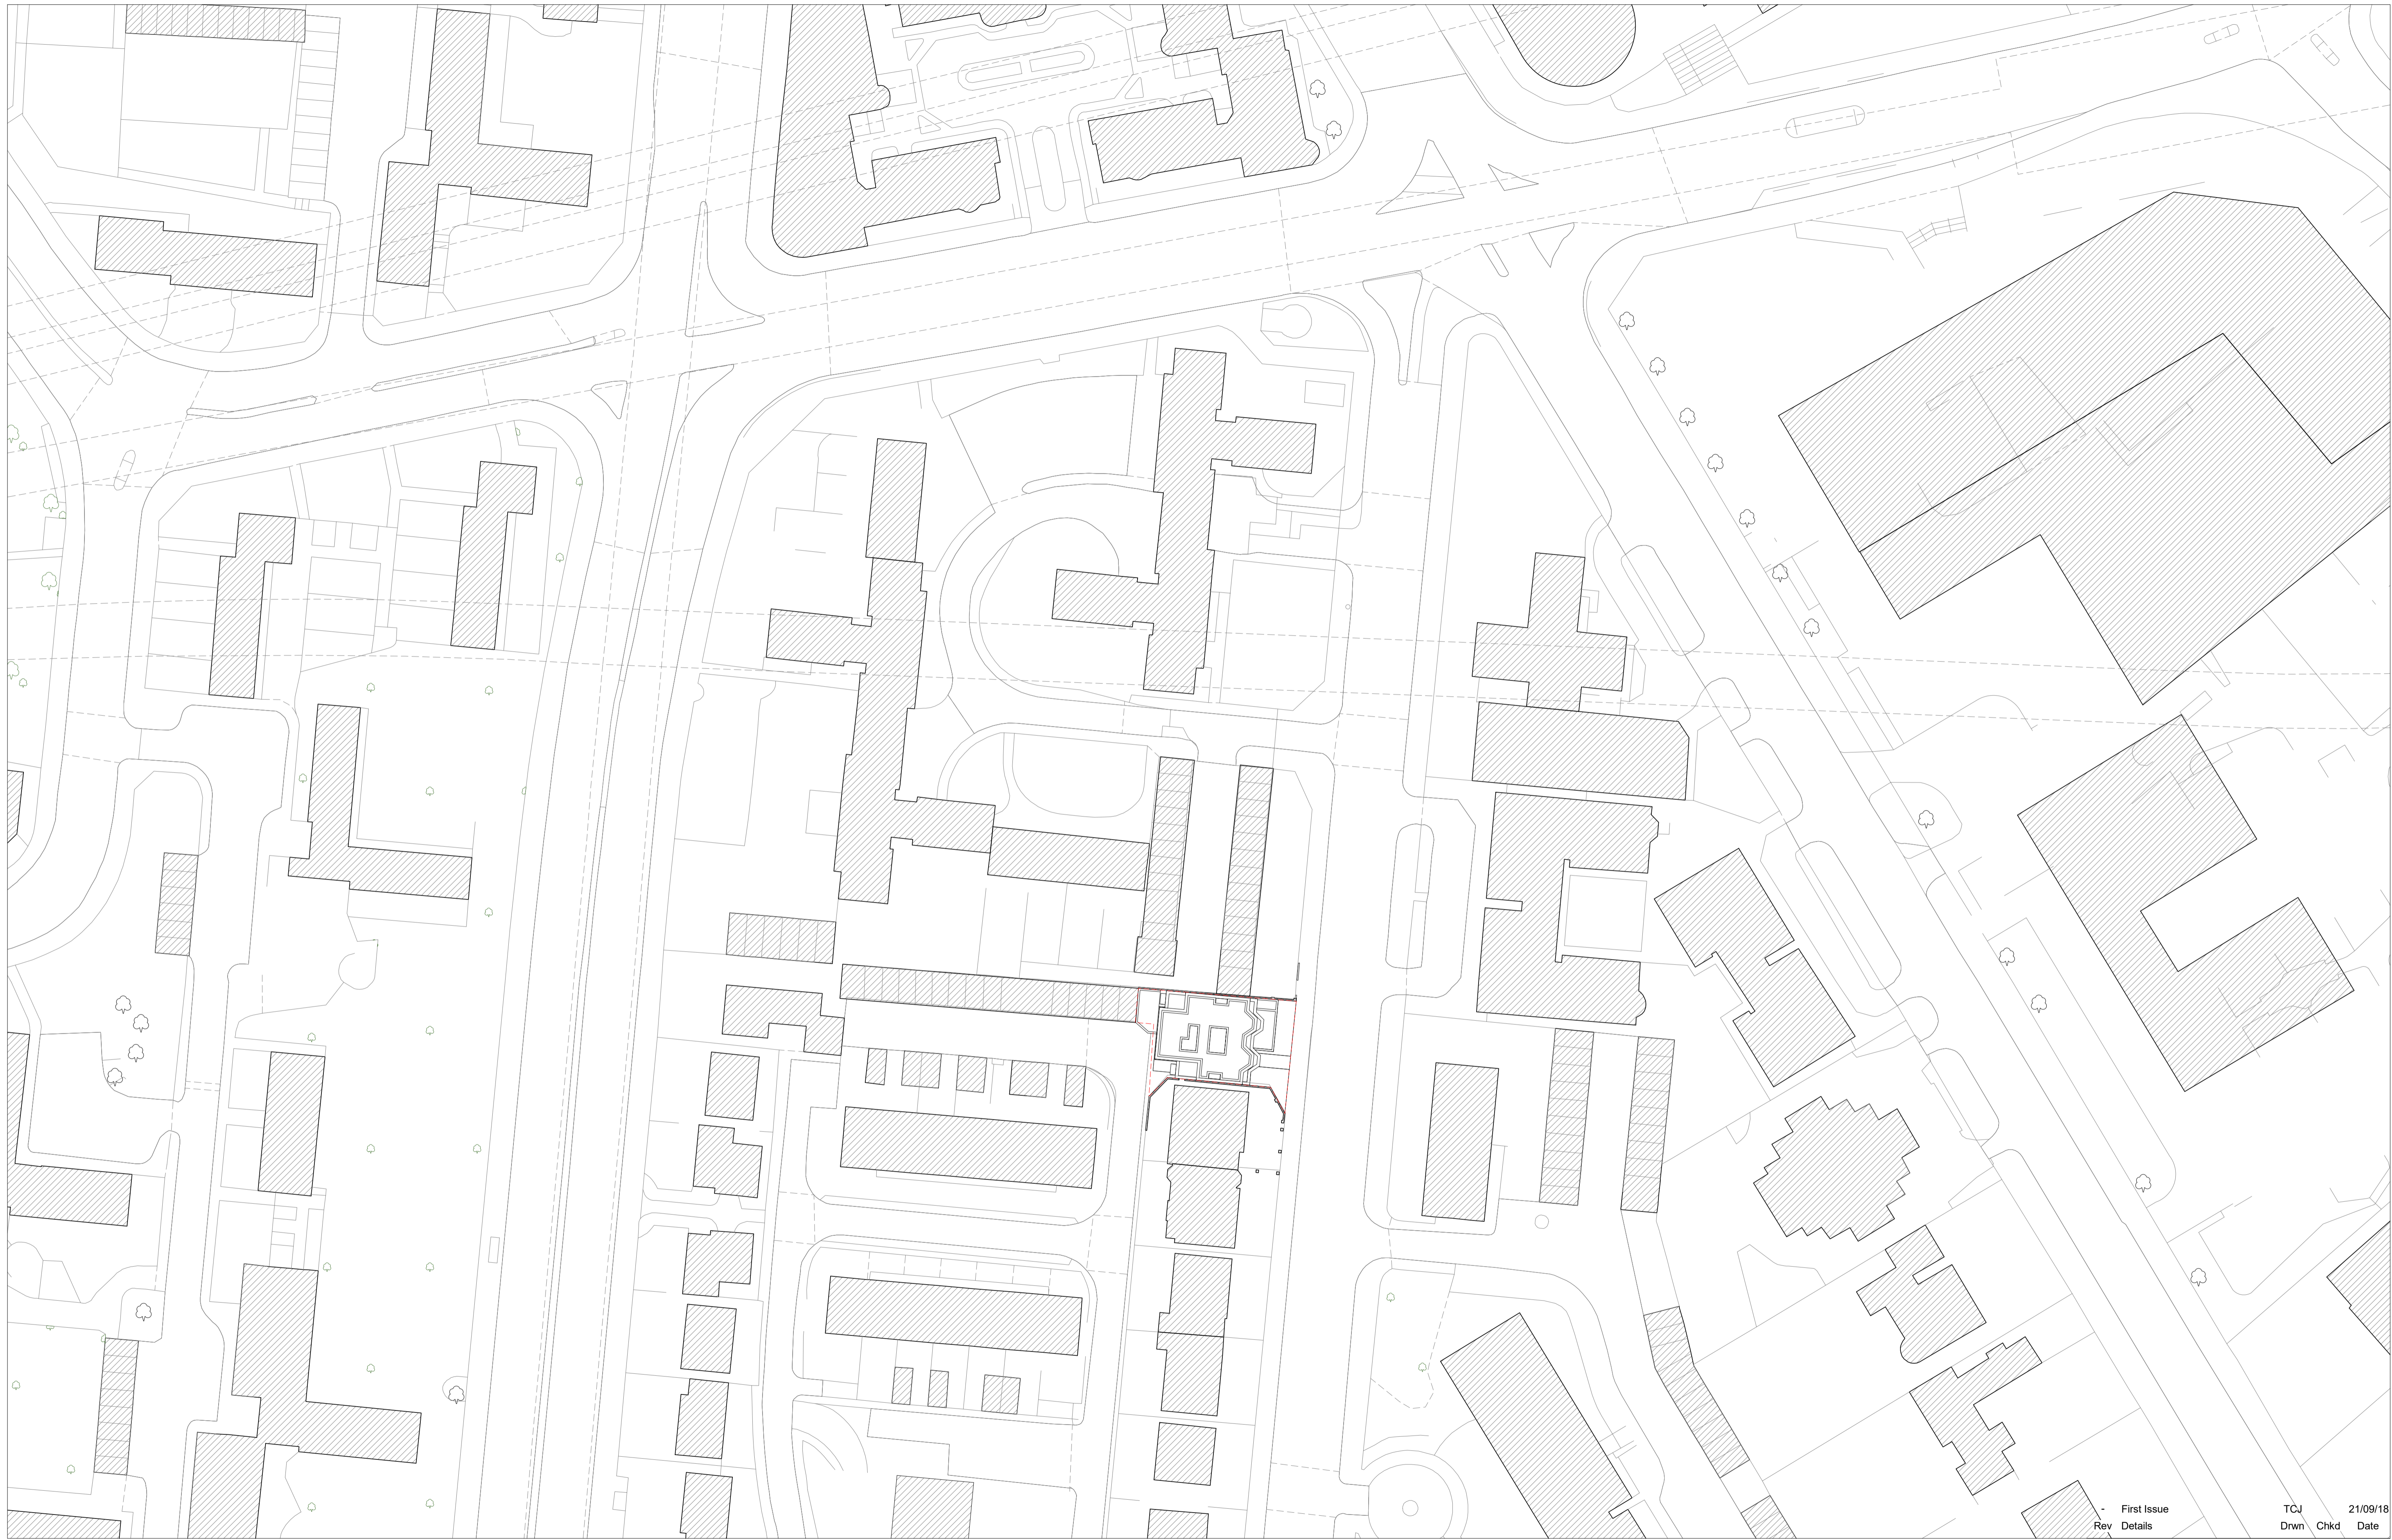 - First Issue TCJ 21/09/18
Rev Details Drwn Chkd Date